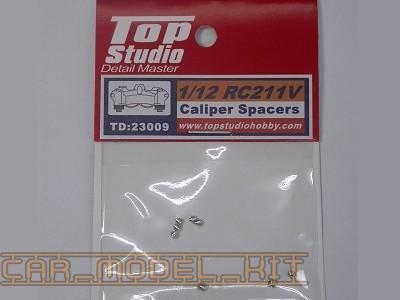 Top
Studio
Detail Master
1/12 RC211V
Caliper Spacers
TD:23009
www.topstudiohobby.com
CAR_MODEL_KIT